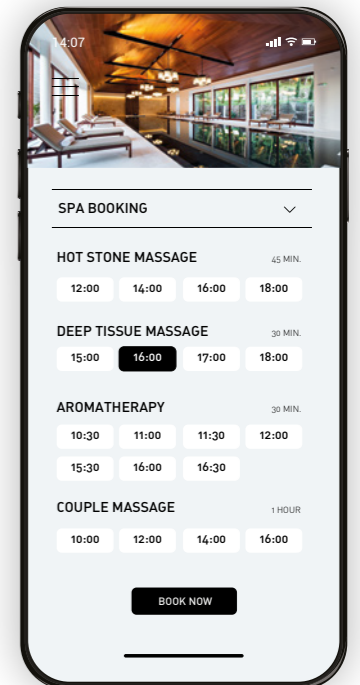 14:07
SPA BOOKING
HOT STONE MASSAGE 45 MIN.
12:00 14:00 16:00 18:00
DEEP TISSUE MASSAGE 30 MIN.
15:00 16:00 17:00 18:00
AROMATHERAPY 30 MIN.
10:30 11:00 11:30 12:00
15:30 16:00 16:30
COUPLE MASSAGE 1 HOUR
10:00 12:00 14:00 16:00
BOOK NOW